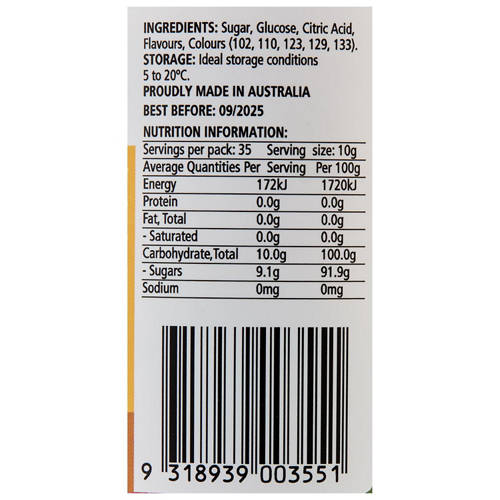 INGREDIENTS: Sugar, Glucose, Citric Acid,
Flavours, Colours (102, 110, 123, 129, 133).
STORAGE: Ideal storage conditions
5 to 20ºC.
PROUDLY MADE IN AUSTRALIA
BEST BEFORE: 09/2025
NUTRITION INFORMATION:
Servings per pack: 35 Serving size: 10g
Average Quantities Per Serving Per 100g
Energy 172kJ 1720kJ
Protein 0.0g 0.0g
Fat, Total 0.0g 0.0g
- Saturated 0.0g 0.0g
Carbohydrate,Total 10.0g 100.0g
- Sugars 9.1g 91.9g
Sodium 0mg 0mg
9 318939 003551